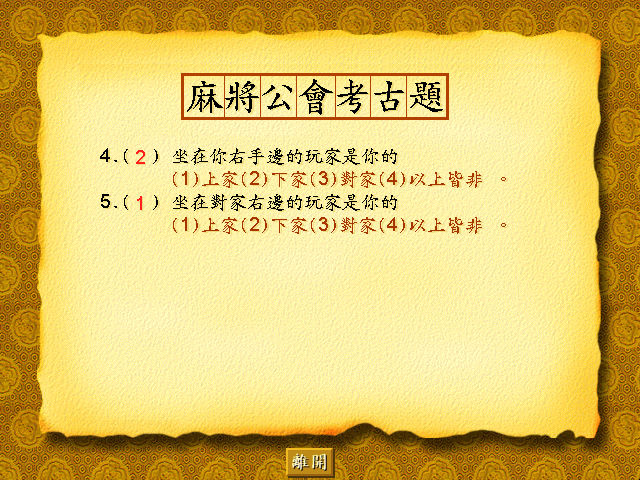 麻將公會考古題
4.( 2 ) 坐在你右手邊的玩家是你的
(1)上家(2)下家(3)對家(4)以上皆非 。
5.( 1 ) 坐在對家右邊的玩家是你的
(1)上家(2)下家(3)對家(4)以上皆非 。
離開